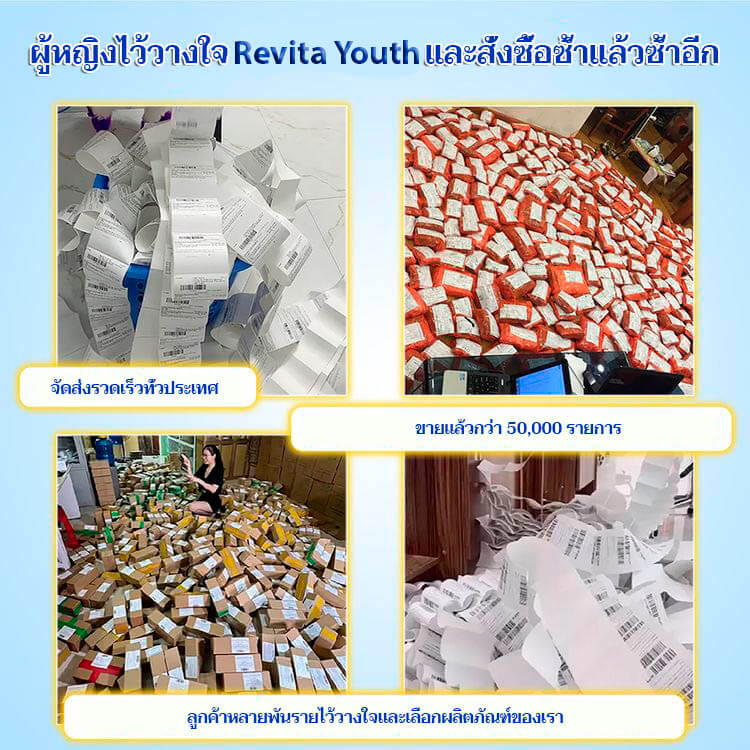 ผู้หญิงไว้วางใจ Revita Youth และสั่งซื้อซ้ำแล้วซ้ำอีก
จัดส่งรวดเร็วทั่วประเทศ
ขายแล้วกว่า 50,000 รายการ
ลูกค้าหลายพันรายไว้วางใจและเลือกผลิตภัณฑ์ของเรา